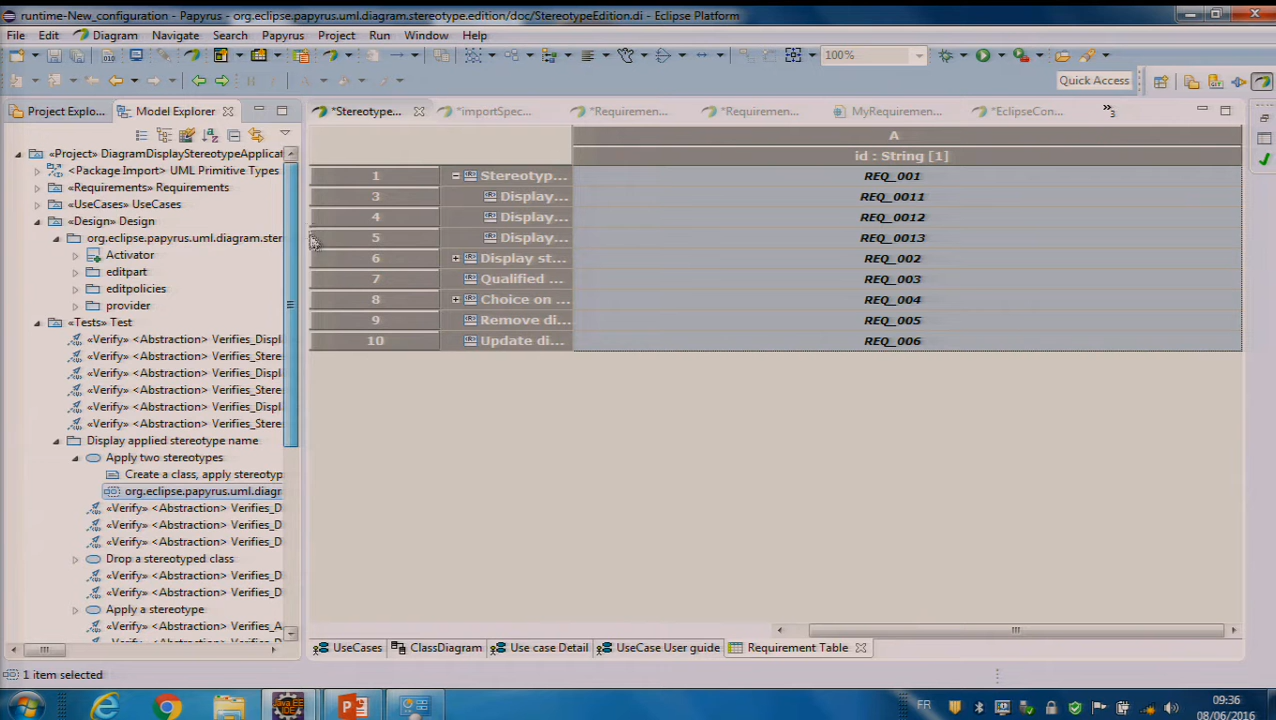 runtime-New_configuration - Papyrus - org.eclipse.papyrus.uml.diagram.stereotype.edition/doc/StereotypeEdition.di - Eclipse Platform
File Edit Diagram Navigate Search Papyrus Project Run Window Help
100%
Quick Access
Project Explo... Model Explorer
*Stereotype... *importSpec... *Requiremen... *Requiremen... MyRequiremen... *EclipseCon... »3
«Project» DiagramDisplayStereotypeApplicat
<Package Import> UML Primitive Types
«Requirements» Requirements
«UseCases» UseCases
«Design» Design
org.eclipse.papyrus.uml.diagram.ster
Activator
editpart
editpolicies
provider
«Tests» Test
«Verify» <Abstraction> Verifies_Displ
«Verify» <Abstraction> Verifies_Stere
«Verify» <Abstraction> Verifies_Displ
«Verify» <Abstraction> Verifies_Stere
«Verify» <Abstraction> Verifies_Displ
«Verify» <Abstraction> Verifies_Stere
Display applied stereotype name
Apply two stereotypes
Create a class, apply stereotyp
org.eclipse.papyrus.uml.diagr
«Verify» <Abstraction> Verifies_D
«Verify» <Abstraction> Verifies_D
«Verify» <Abstraction> Verifies_D
Drop a stereotyped class
«Verify» <Abstraction> Verifies_D
«Verify» <Abstraction> Verifies_D
Apply a stereotype
«Verify» <Abstraction> Verifies_A
A
id : String [1]
1 Stereotyp... REQ_001
3 Display... REQ_0011
4 Display... REQ_0012
5 Display... REQ_0013
6 Display st... REQ_002
7 Qualified ... REQ_003
8 Choice on ... REQ_004
9 Remove di... REQ_005
10 Update di... REQ_006
UseCases ClassDiagram Use case Detail UseCase User guide Requirement Table
1 item selected
Java EE
IDE
FR
09:36
08/06/2016